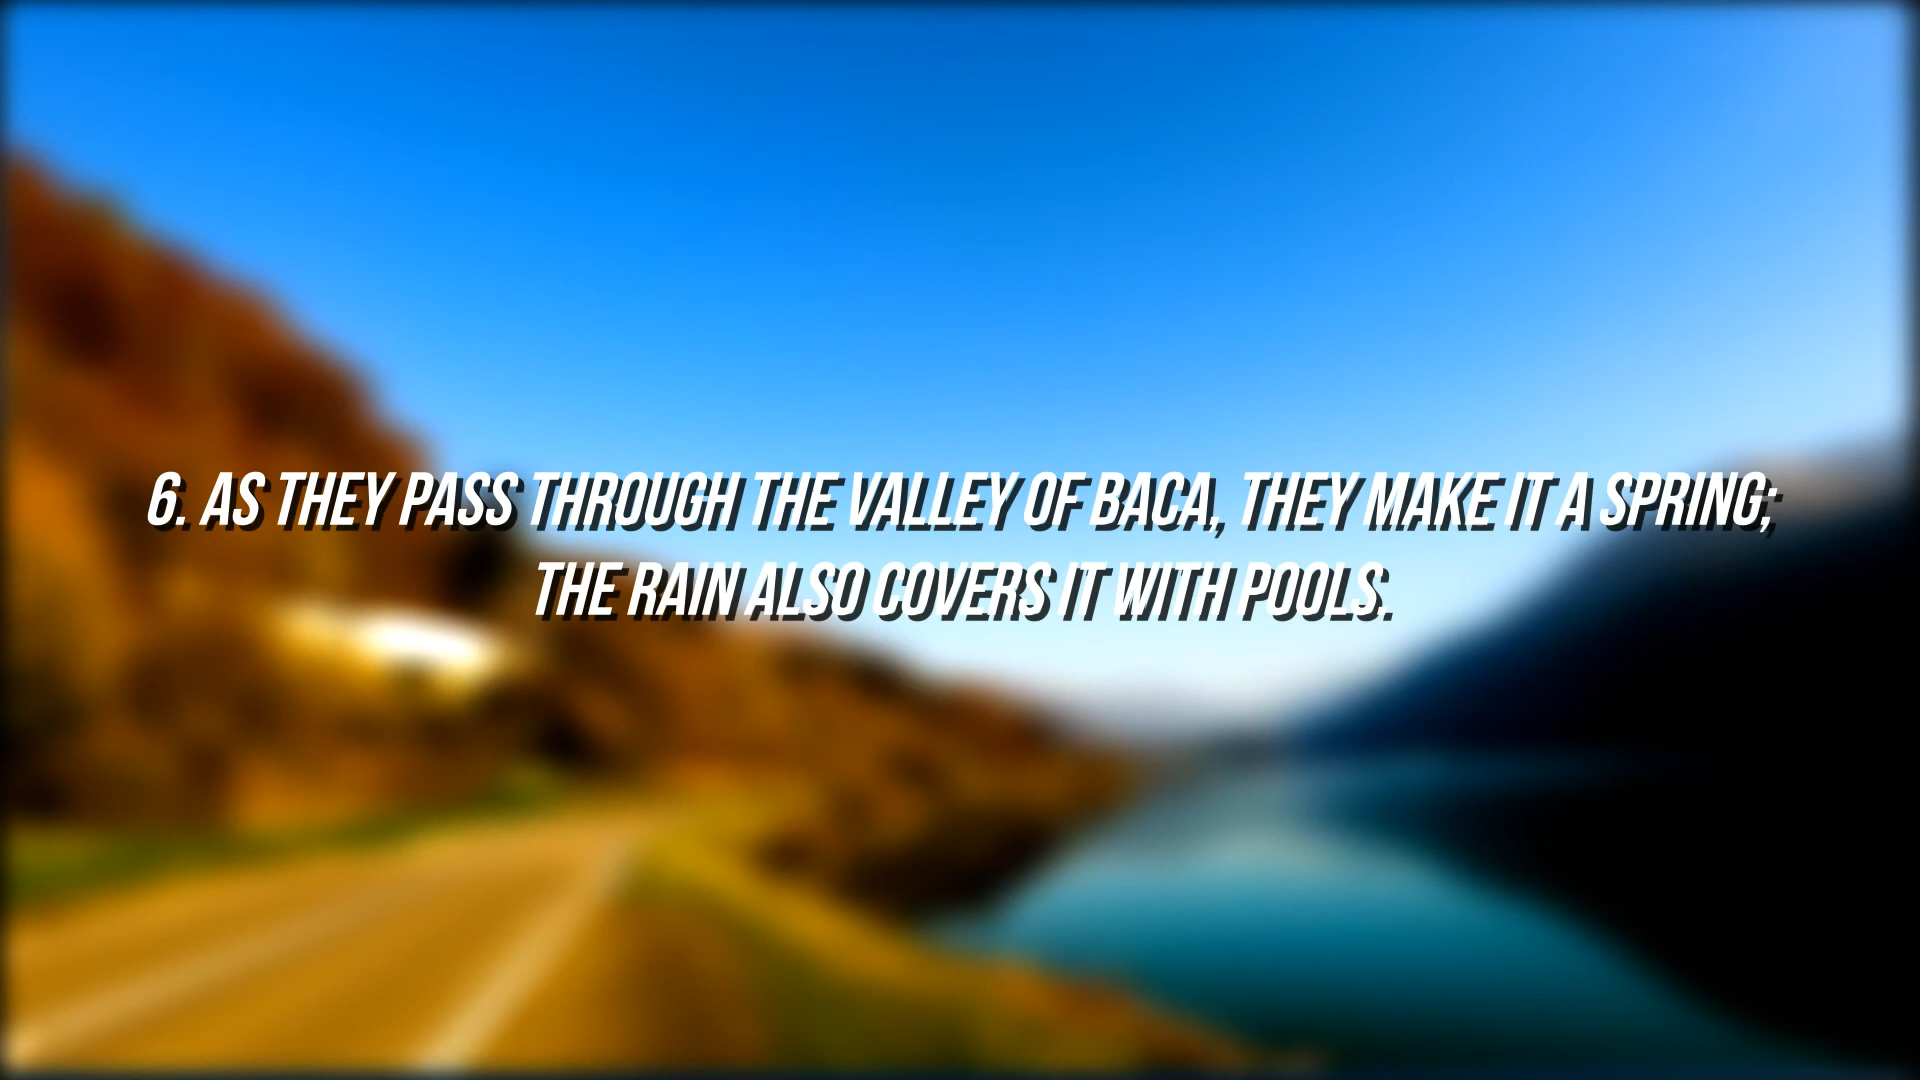 6. AS THEY PASS THROUGH THE VALLEY OF BACA, THEY MAKE IT A SPRING;
THE RAIN ALSO COVERS IT WITH POOLS.